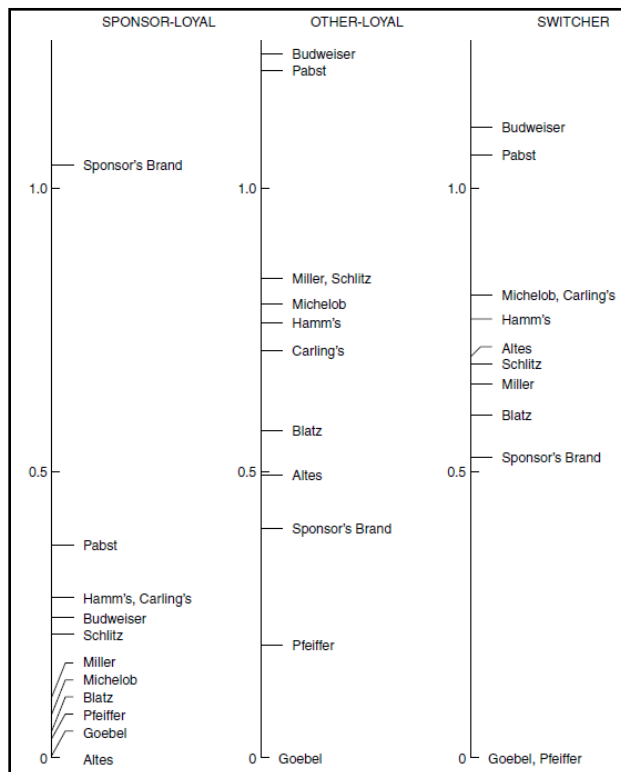 SPONSOR-LOYAL
Sponsor's Brand
1.0
0.5
Pabst
Hamm's, Carling's
Budweiser
Schlitz
Miller
Michelob
Blatz
Pfeiffer
Goebel
0
Altes
OTHER-LOYAL
Budweiser
Pabst
1.0
Miller, Schlitz
Michelob
Hamm's
Carling's
Blatz
0.5
Altes
Sponsor's Brand
Pfeiffer
0
Goebel
SWITCHER
Budweiser
Pabst
1.0
Michelob, Carling's
Hamm's
Altes
Schlitz
Miller
Blatz
Sponsor's Brand
0.5
0
Goebel, Pfeiffer